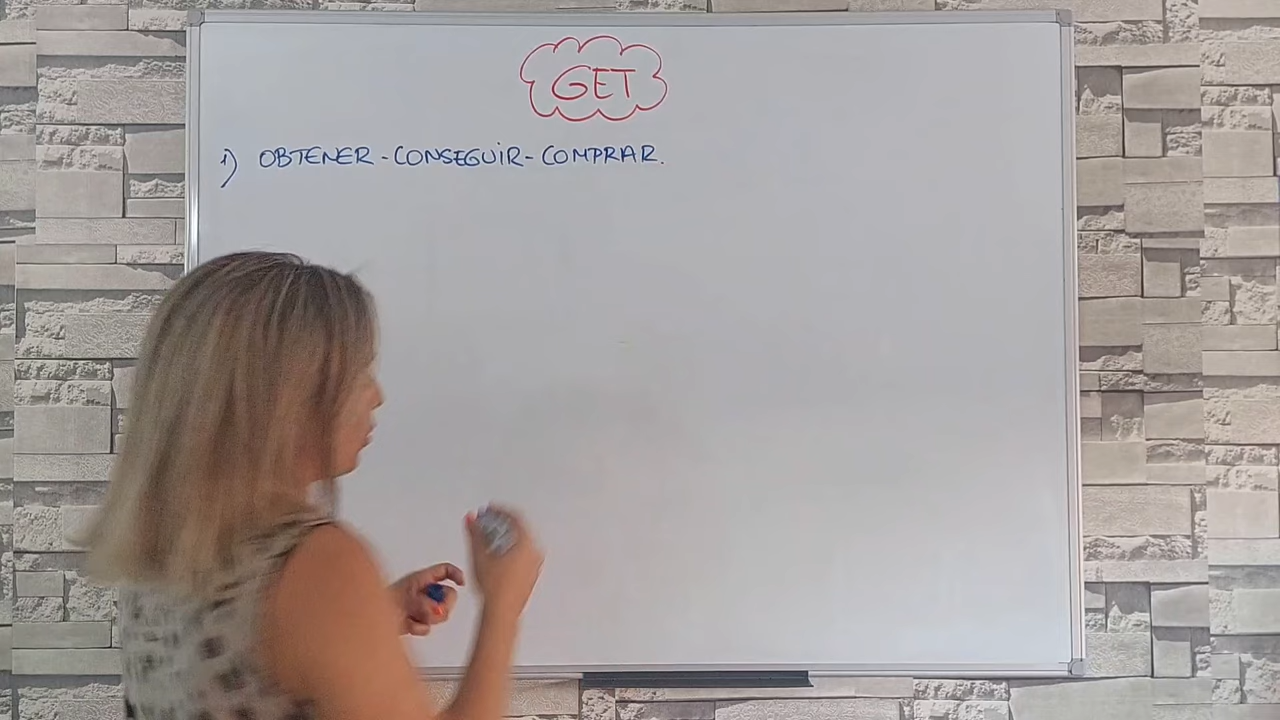 GET
1) OBTENER - CONSEGUIR - COMPRAR.